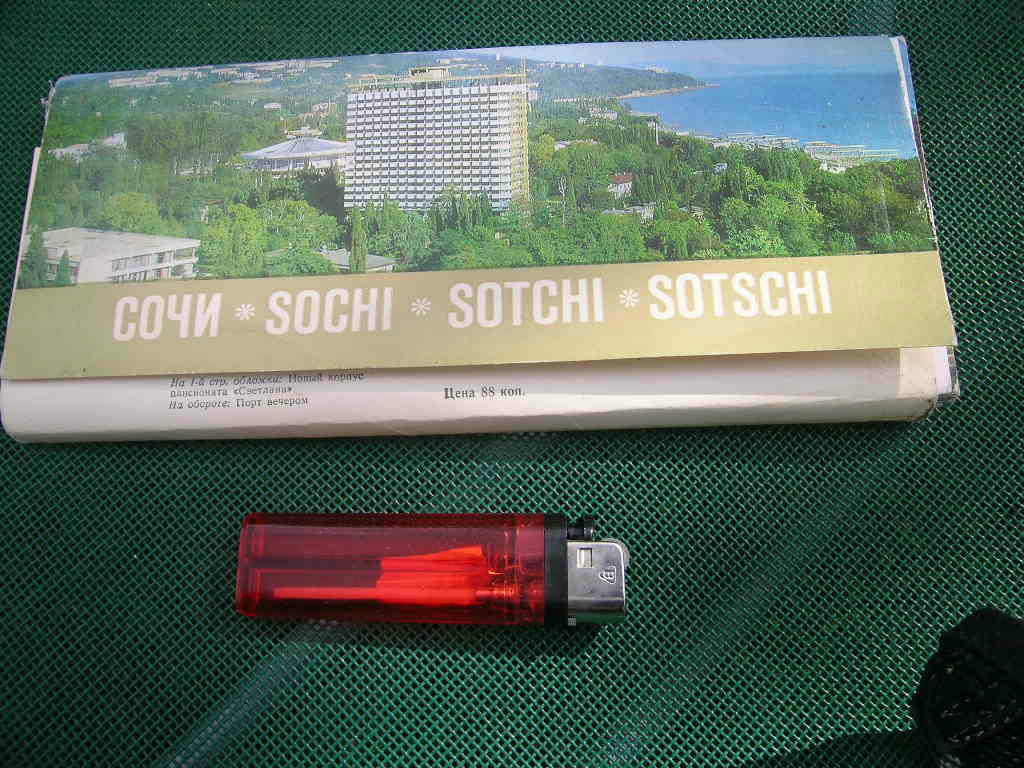 СОЧИ * SOCHI * SOTCHI * SOTSCHI
На 1-й стр. обложки: Новый корпус
пансионата «Светлана»
На обороте: Порт вечером
Цена 88 коп.